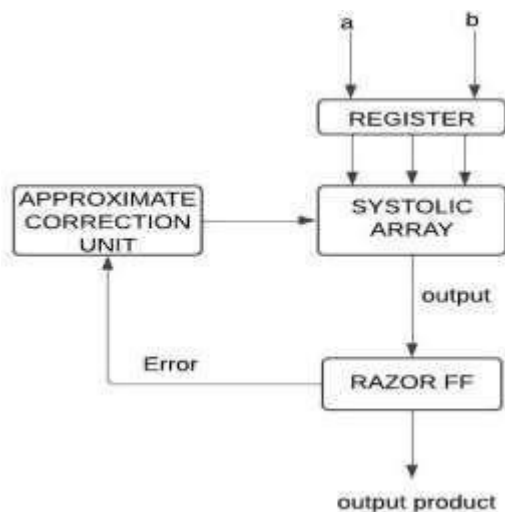 a b
REGISTER
APPROXIMATE
CORRECTION
UNIT
SYSTOLIC
ARRAY
output
Error
RAZOR FF
output product